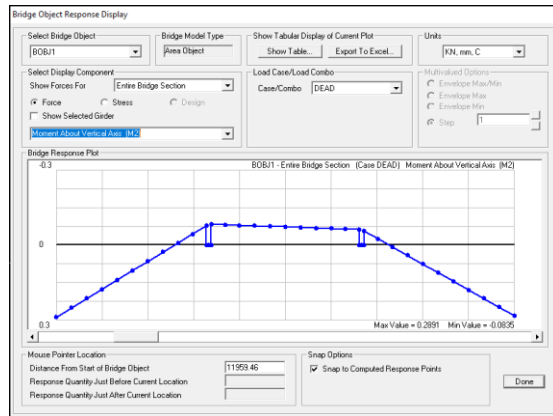 Bridge Object Response Display
Select Bridge Object
BOBJ1
Bridge Model Type
Area Object
Show Tabular Display of Current Plot
Show Table...
Export To Excel...
Units
KN, mm, C
Select Display Component
Show Forces For
Entire Bridge Section
Force
Stress
Design
Show Selected Girder
Moment About Vertical Axis (M2)
Load Case/Load Combo
Case/Combo
DEAD
Multivalued Options
Envelope Max/Min
Envelope Max
Envelope Min
Step
1
Bridge Response Plot
-0.3
BOBJ1 - Entire Bridge Section (Case DEAD) Moment About Vertical Axis (M2)
0
0.3
Max Value = 0.2891 Min Value = -0.0835
Mouse Pointer Location
Distance From Start of Bridge Object
11959.46
Response Quantity Just Before Current Location
Response Quantity Just After Current Location
Snap Options
Snap to Computed Response Points
Done